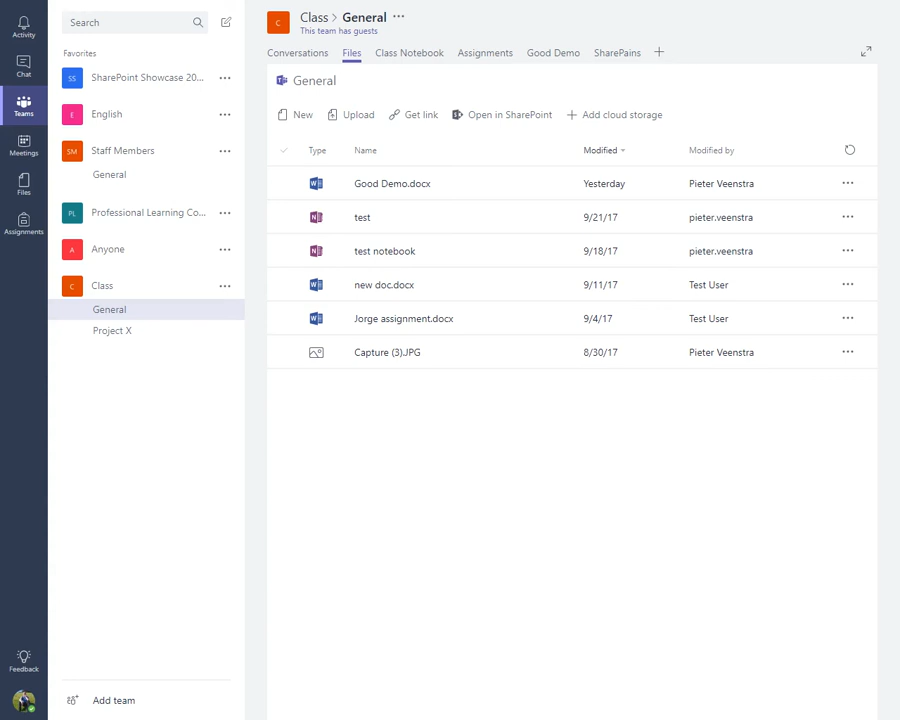 Activity
Chat
Teams
Meetings
Files
Assignments
Feedback
Search
Favorites
SS SharePoint Showcase 20... ...
E English ...
SM Staff Members ...
General
PL Professional Learning Co... ...
A Anyone ...
C Class ...
General
Project X
Add team
C Class > General ...
This team has guests
Conversations Files Class Notebook Assignments Good Demo SharePains +
General
New Upload Get link Open in SharePoint + Add cloud storage
Type Name Modified Modified by
Good Demo.docx Yesterday Pieter Veenstra ...
test 9/21/17 pieter.veenstra ...
test notebook 9/18/17 pieter.veenstra ...
new doc.docx 9/11/17 Test User ...
Jorge assignment.docx 9/4/17 Test User ...
Capture (3).JPG 8/30/17 Pieter Veenstra ...